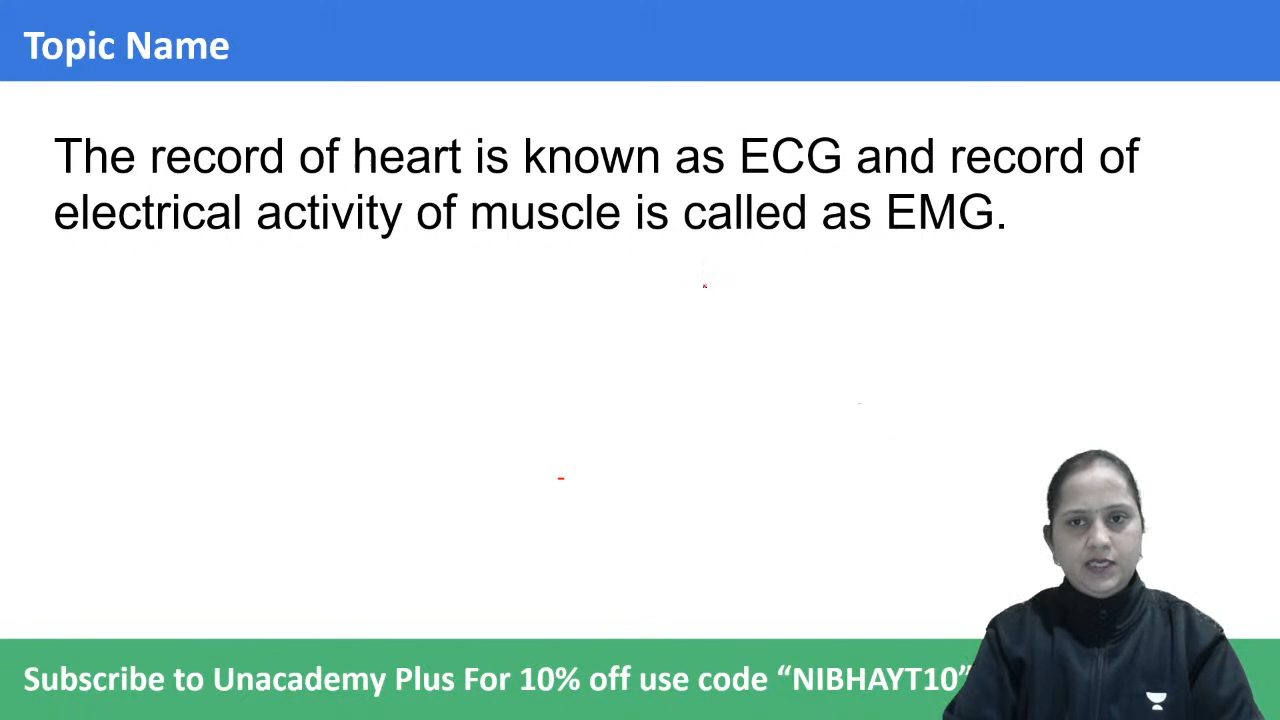 Topic Name
The record of heart is known as ECG and record of
electrical activity of muscle is called as EMG.
Subscribe to Unacademy Plus For 10% off use code “NIBHAYT10”